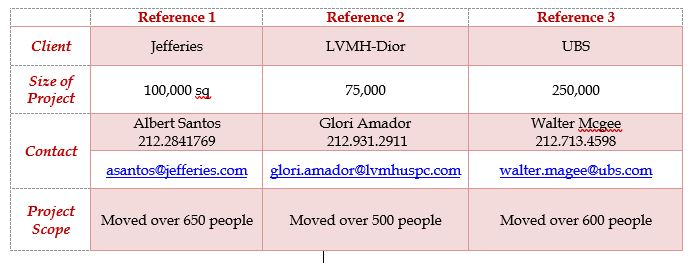 Reference 1 Reference 2 Reference 3
Client Jefferies LVMH-Dior UBS
Size of Project 100,000 sq 75,000 250,000
Contact Albert Santos Glori Amador Walter Mcgee
212.2841769 212.931.2911 212.713.4598
asantos@jefferies.com glori.amador@lvmhuspc.com walter.magee@ubs.com
Project Scope Moved over 650 people Moved over 500 people Moved over 600 people